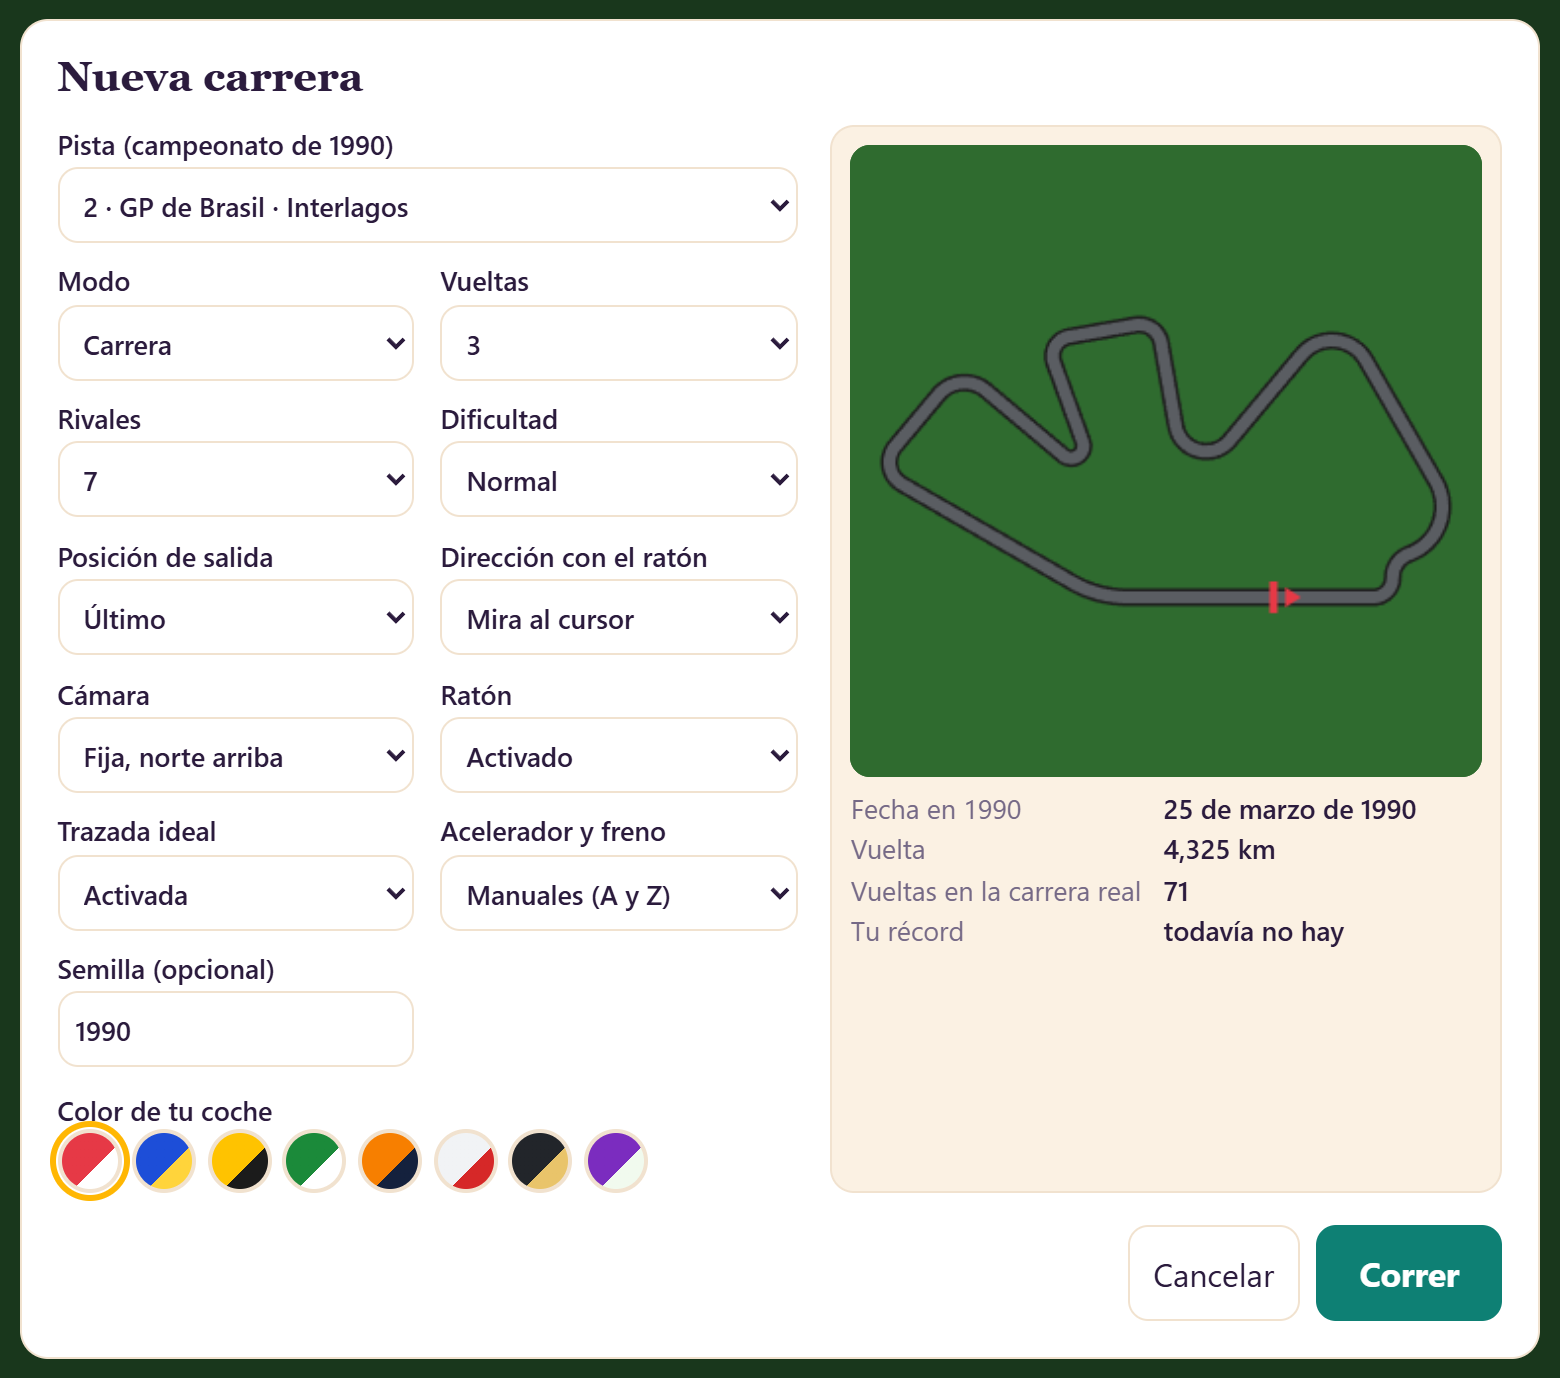 Nueva carrera
Pista (campeonato de 1990)
2 · GP de Brasil · Interlagos
Modo
Vueltas
Carrera
3
Rivales
Dificultad
7
Normal
Posición de salida
Dirección con el ratón
Último
Mira al cursor
Cámara
Ratón
Fija, norte arriba
Activado
Trazada ideal
Acelerador y freno
Activada
Manuales (A y Z)
Semilla (opcional)
1990
Color de tu coche
Fecha en 1990 25 de marzo de 1990
Vuelta 4,325 km
Vueltas en la carrera real 71
Tu récord todavía no hay
Cancelar
Correr